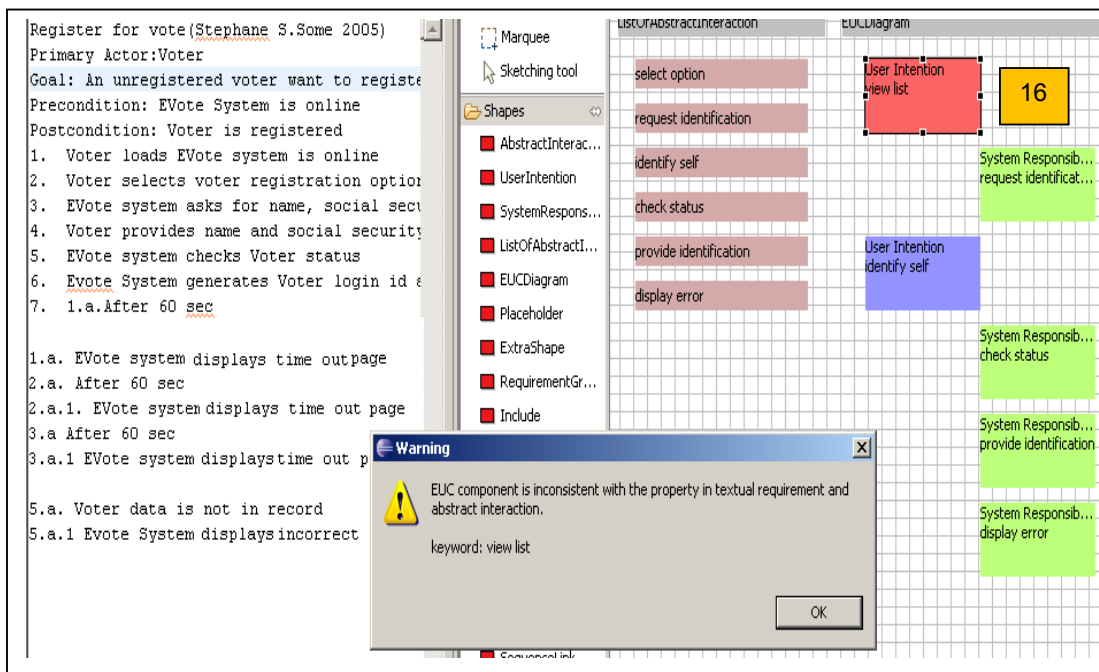 Register for vote(Stephane S.Some 2005)
Primary Actor:Voter
Goal: An unregistered voter want to registe
Precondition: EVote System is online
Postcondition: Voter is registered
1. Voter loads EVote system is online
2. Voter selects voter registration option
3. EVote system asks for name, social secu
4. Voter provides name and social security
5. EVote system checks Voter status
6. Evote System generates Voter login id a
7. 1.a.After 60 sec
1.a. EVote system displays time out page
2.a. After 60 sec
2.a.1. EVote system displays time out page
3.a After 60 sec
3.a.1 EVote system displays time out p
5.a. Voter data is not in record
5.a.1 Evote System displays incorrect
Marquee
Sketching tool
Shapes
AbstractInterac...
UserIntention
SystemRespons...
ListOfAbstractI...
EUCDiagram
Placeholder
ExtraShape
RequirementGr...
Include
SequenceLink
ListOfAbstractInteraction
select option
request identification
identify self
check status
provide identification
display error
EUCDiagram
User Intention
view list
16
System Responsib...
request identificat...
User Intention
identify self
System Responsib...
check status
System Responsib...
provide identification
System Responsib...
display error
Warning
EUC component is inconsistent with the property in textual requirement and
abstract interaction.
keyword: view list
OK